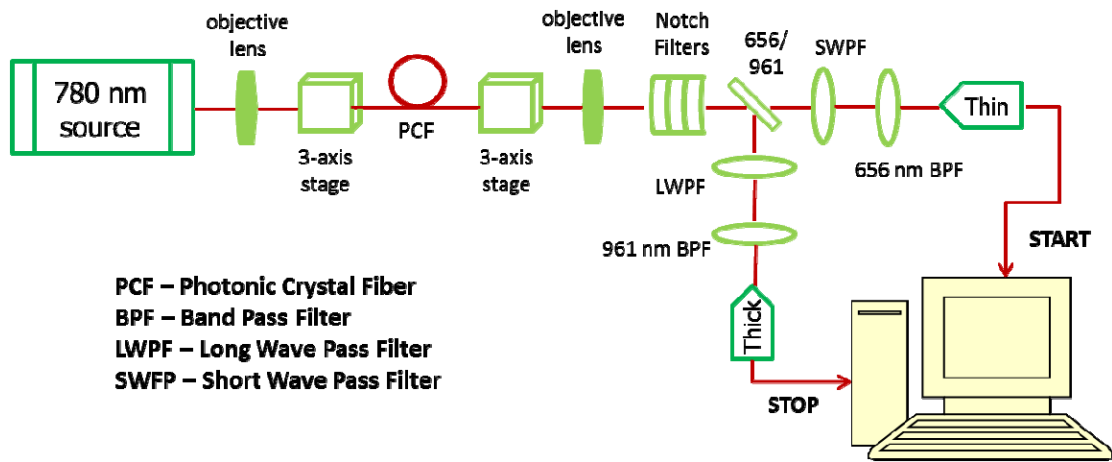 780 nm
source
objective
lens
3-axis
stage
PCF
3-axis
stage
objective
lens
Notch
Filters
656/
961
SWPF
656 nm BPF
Thin
START
LWPF
961 nm BPF
Thick
STOP
PCF – Photonic Crystal Fiber
BPF – Band Pass Filter
LWPF – Long Wave Pass Filter
SWFP – Short Wave Pass Filter